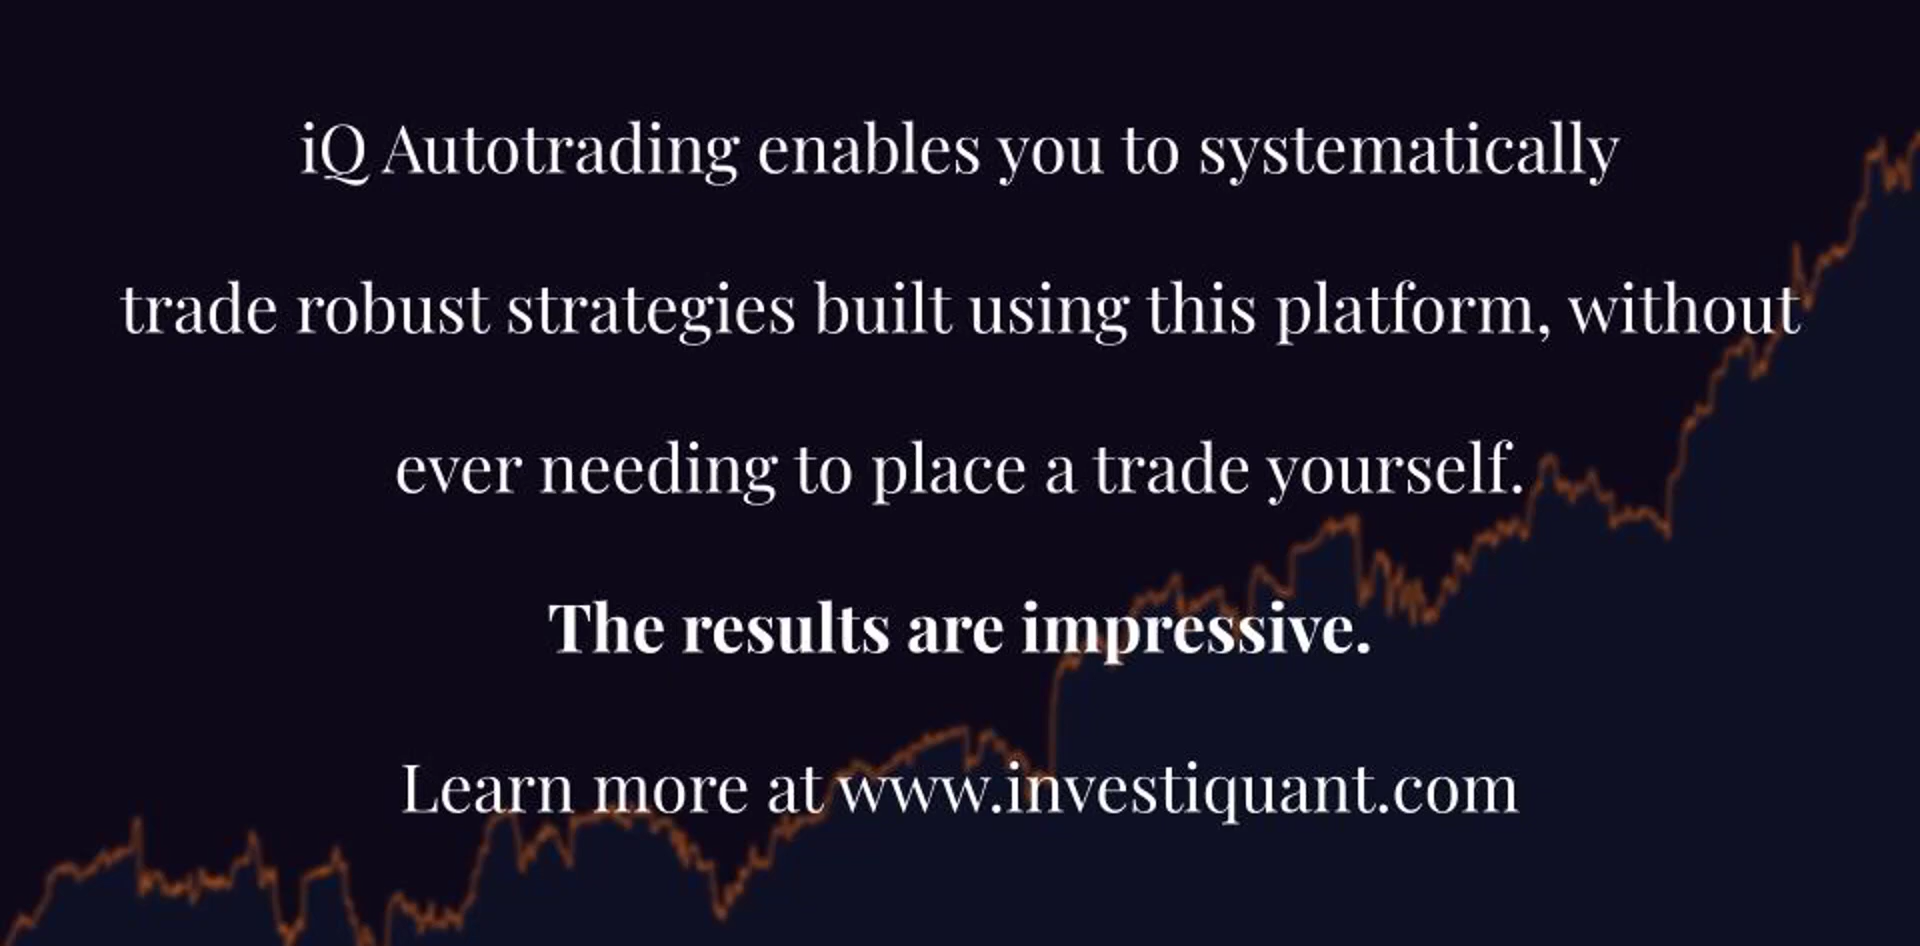 iQ Autotrading enables you to systematically
trade robust strategies built using this platform, without
ever needing to place a trade yourself.
The results are impressive.
Learn more at www.investiquant.com